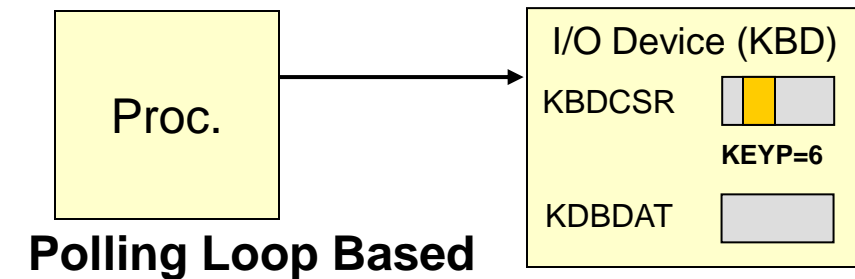 Proc.
I/O Device (KBD)
KBDCSR
KEYP=6
KDBDAT
Polling Loop Based